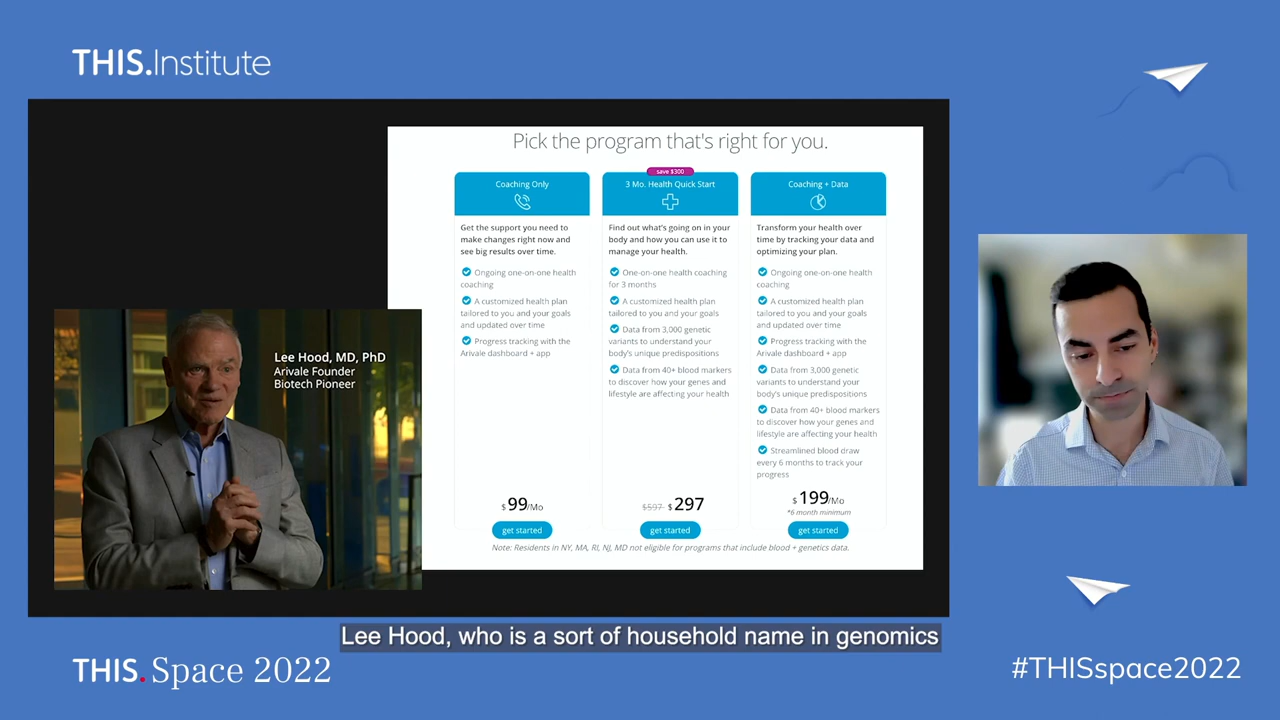 THIS.Institute
Pick the program that's right for you.
Coaching Only
Get the support you need to
make changes right now and
see big results over time.
Ongoing one-on-one health
coaching
A customized health plan
tailored to you and your goals
and updated over time
Progress tracking with the
Arivale dashboard + app
$99/Mo
get started
save $300
3 Mo. Health Quick Start
Find out what's going on in your
body and how you can use it to
manage your health.
One-on-one health coaching
for 3 months
A customized health plan
tailored to you and your goals
Data from 3,000 genetic
variants to understand your
body's unique predispositions
Data from 40+ blood markers
to discover how your genes and
lifestyle are affecting your health
$597 $297
get started
Coaching + Data
Transform your health over
time by tracking your data and
optimizing your plan.
Ongoing one-on-one health
coaching
A customized health plan
tailored to you and your goals
and updated over time
Progress tracking with the
Arivale dashboard + app
Data from 3,000 genetic
variants to understand your
body's unique predispositions
Data from 40+ blood markers
to discover how your genes and
lifestyle are affecting your health
Streamlined blood draw
every 6 months to track your
progress
$199/Mo
*6 month minimum
get started
Note: Residents in NY, MA, RI, NJ, MD not eligible for programs that include blood + genetics data.
Lee Hood, MD, PhD
Arivale Founder
Biotech Pioneer
Lee Hood, who is a sort of household name in genomics
THIS.Space 2022
#THISspace2022